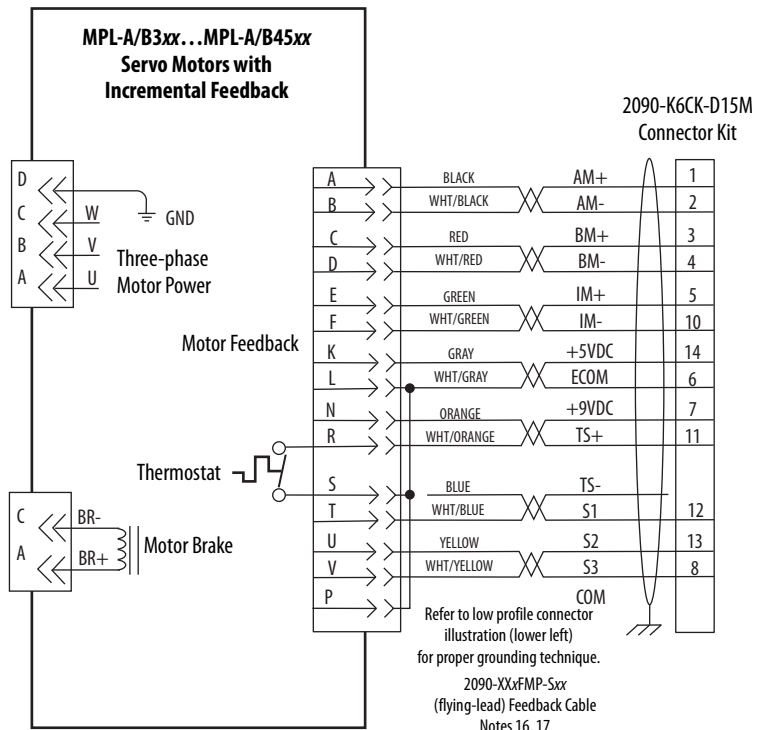 MPL-A/B3xx…MPL-A/B45xx
Servo Motors with
Incremental Feedback
2090-K6CK-D15M
Connector Kit
D
C W GND
B V Three-phase
A U Motor Power
Motor Feedback
A BLACK AM+ 1
B WHT/BLACK AM- 2
C RED BM+ 3
D WHT/RED BM- 4
E GREEN IM+ 5
F WHT/GREEN IM- 10
K GRAY +5VDC 14
L WHT/GRAY ECOM 6
N ORANGE +9VDC 7
R WHT/ORANGE TS+ 11
Thermostat
S BLUE TS-
T WHT/BLUE S1 12
U YELLOW S2 13
V WHT/YELLOW S3 8
P COM
C BR-
Motor Brake
A BR+
Refer to low profile connector
illustration (lower left)
for proper grounding technique.
2090-XXxFMP-Sxx
(flying-lead) Feedback Cable
Notes 16, 17